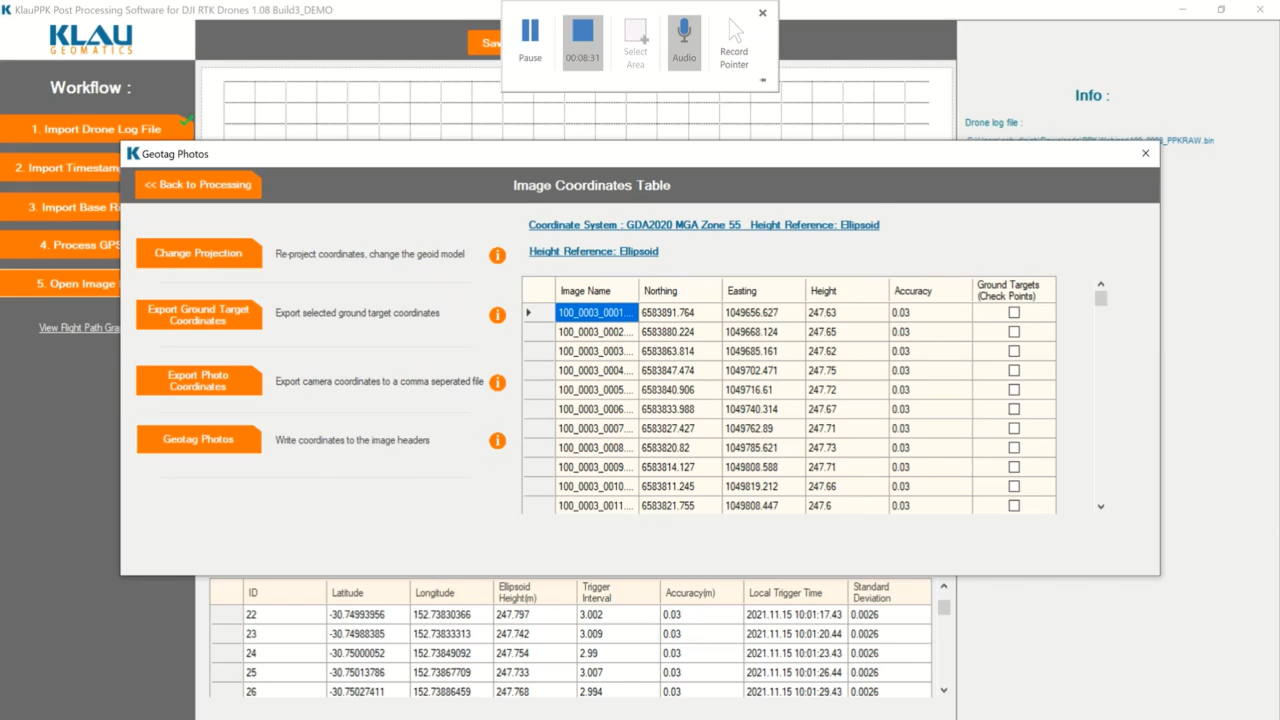 KlauPPK Post Processing Software for DJI RTK Drones 1.08 Build3_DEMO
KLAU
GEOMATICS
Pause
00:08:31
Select
Area
Audio
Record
Pointer
Workflow :
1. Import Drone Log File
2. Import Timestam
3. Import Base Ri
4. Process GPS
5. Open Image
View Flight Path Gra
Info :
Drone log file :
_PPKRAW.bin
Geotag Photos
<< Back to Processing
Image Coordinates Table
Coordinate System : GDA2020 MGA Zone 55 Height Reference: Ellipsoid
Height Reference: Ellipsoid
Change Projection
Re-project coordinates, change the geoid model
Export Ground Target
Coordinates
Export selected ground target coordinates
Export Photo
Coordinates
Export camera coordinates to a comma seperated file
Geotag Photos
Write coordinates to the image headers
Image Name Northing Easting Height Accuracy Ground Targets
(Check Points)
100_0003_0001.... 6583891.764 1049656.627 247.63 0.03
100_0003_0002... 6583880.224 1049668.124 247.65 0.03
100_0003_0003... 6583863.814 1049685.161 247.62 0.03
100_0003_0004... 6583847.474 1049702.471 247.75 0.03
100_0003_0005... 6583840.906 1049716.61 247.72 0.03
100_0003_0006... 6583833.988 1049740.314 247.67 0.03
100_0003_0007... 6583827.427 1049762.89 247.71 0.03
100_0003_0008... 6583820.82 1049785.621 247.73 0.03
100_0003_0009... 6583814.127 1049808.588 247.71 0.03
100_0003_0010... 6583811.245 1049819.212 247.66 0.03
100_0003_0011.... 6583821.755 1049808.447 247.6 0.03
ID Latitude Longitude Ellipsoid
Height(m) Trigger
Interval Accuracy(m) Local Trigger Time Standard
Deviation
22 -30.74993956 152.73830366 247.797 3.002 0.03 2021.11.15 10:01:17.43 0.0026
23 -30.74988385 152.73833313 247.742 3.009 0.03 2021.11.15 10:01:20.44 0.0026
24 -30.75000052 152.73849092 247.754 2.99 0.03 2021.11.15 10:01:23.43 0.0026
25 -30.75013786 152.73867709 247.733 3.007 0.03 2021.11.15 10:01:26.44 0.0026
26 -30.75027411 152.73886459 247.768 2.994 0.03 2021.11.15 10:01:29.43 0.0026